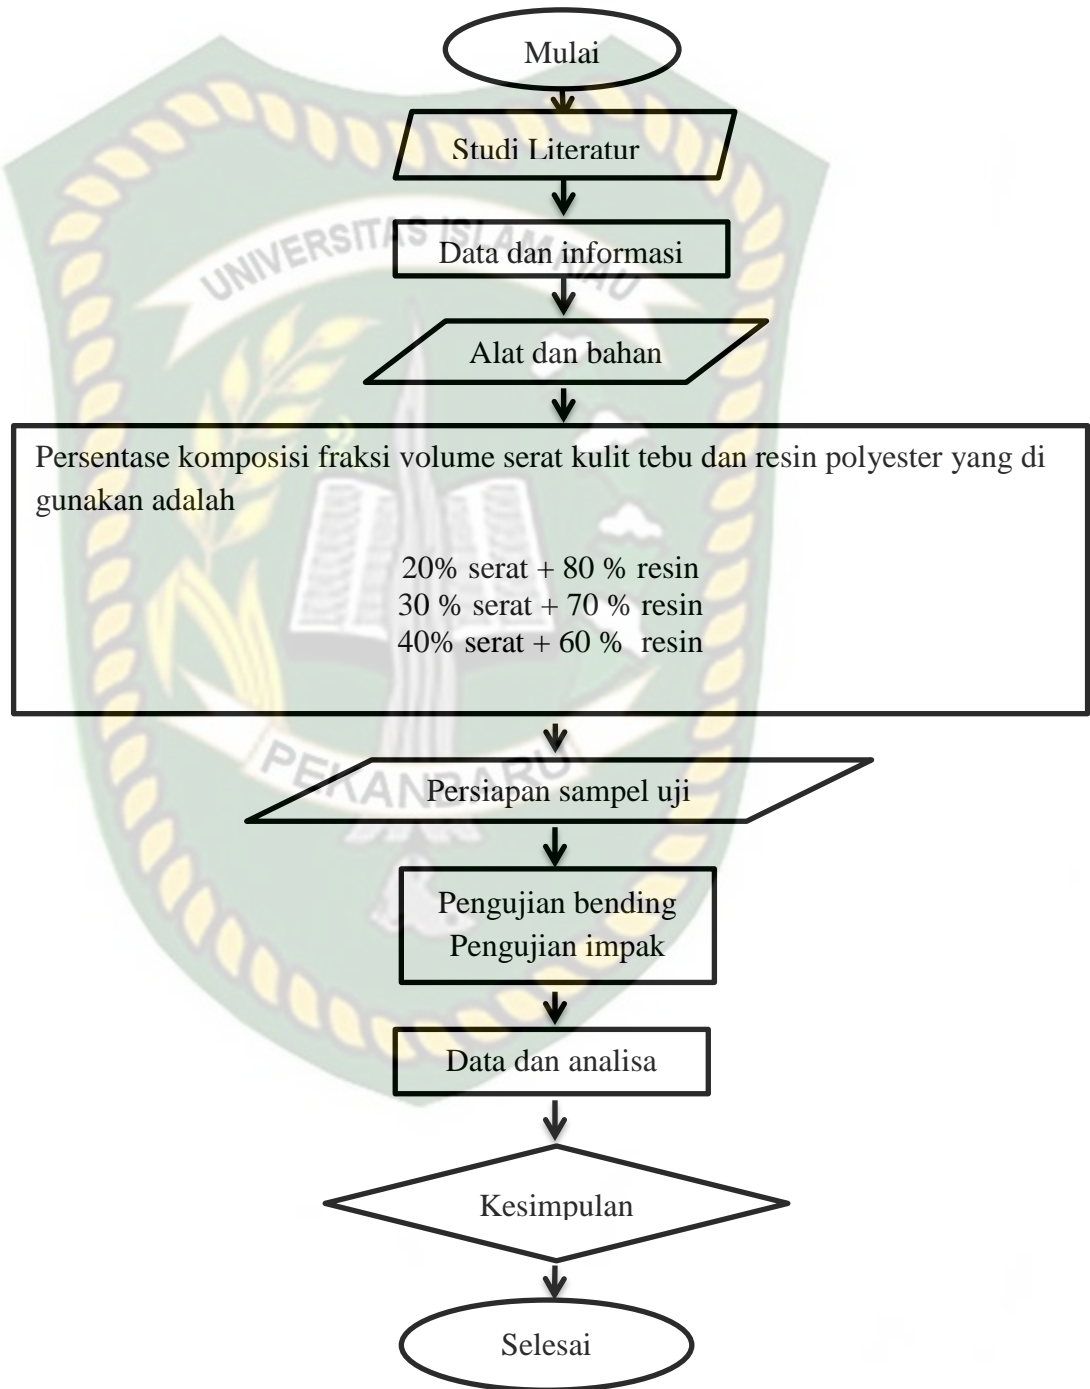 Mulai
Studi Literatur
UNIVERSITAS ISLAM RIAU
Data dan informasi
Alat dan bahan
Persentase komposisi fraksi volume serat kulit tebu dan resin polyester yang di
gunakan adalah
20% serat + 80 % resin
30 % serat + 70 % resin
40% serat + 60 % resin
PEKANBARU
Persiapan sampel uji
Pengujian bending
Pengujian impak
Data dan analisa
Kesimpulan
Selesai